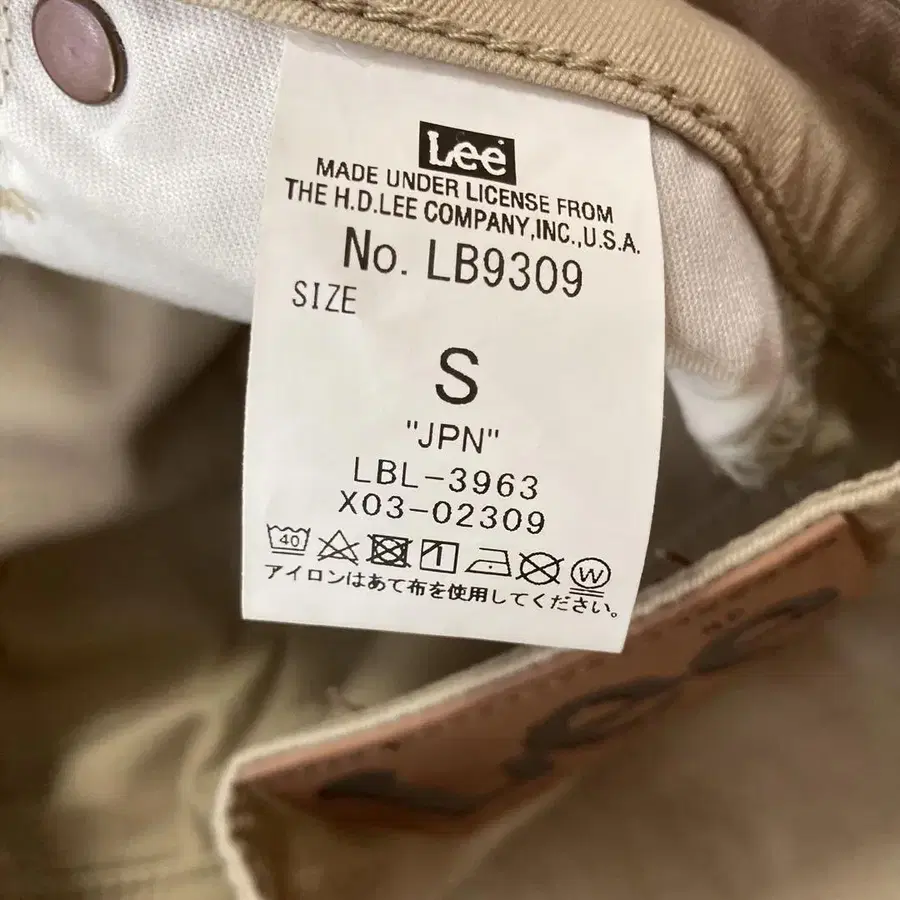 Lee
MADE UNDER LICENSE FROM
THE H.D.LEE COMPANY,INC.,U.S.A.
No. LB9309
SIZE
S
"JPN"
LBL-3963
X03-02309
40
W
アイロンはあて布を使用してください。
Lee